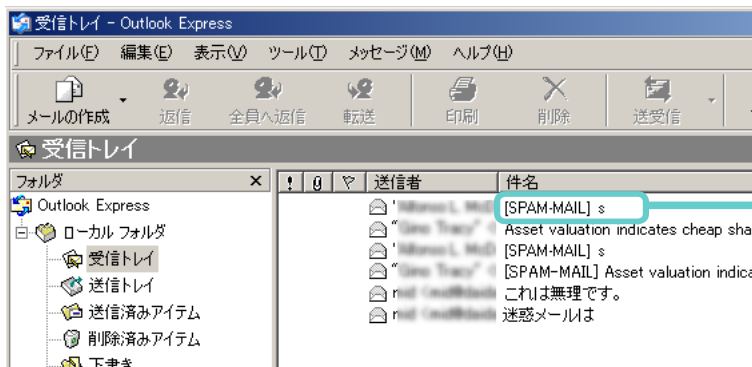 受信トレイ - Outlook Express
ファイル(F) 編集(E) 表示(V) ツール(T) メッセージ(M) ヘルプ(H)
メールの作成 返信 全員へ返信 転送 印刷 削除 送受信
受信トレイ
フォルダ × ! 送信者 件名
Outlook Express
[SPAM-MAIL] s
ローカル フォルダ
Asset valuation indicates cheap sha
[SPAM-MAIL] s
受信トレイ
[SPAM-MAIL] Asset valuation indica
送信トレイ
これは無理です。
送信済みアイテム
迷惑メールは
削除済みアイテム
下書き